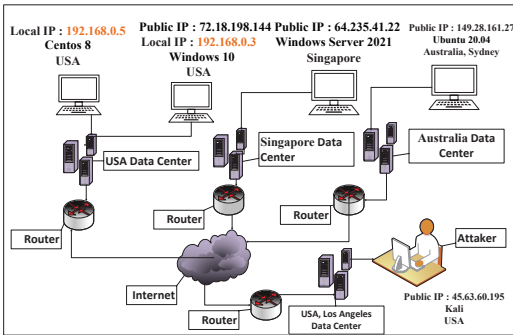 Local IP : 192.168.0.5
Centos 8
USA
Public IP : 72.18.198.144
Local IP : 192.168.0.3
Windows 10
USA
Public IP : 64.235.41.22
Windows Server 2021
Singapore
Public IP : 149.28.161.27
Ubuntu 20.04
Australia, Sydney
USA Data Center
Singapore Data
Center
Australia Data
Center
Router
Router
Router
Internet
Router
USA, Los Angeles
Data Center
Attaker
Public IP : 45.63.60.195
Kali
USA